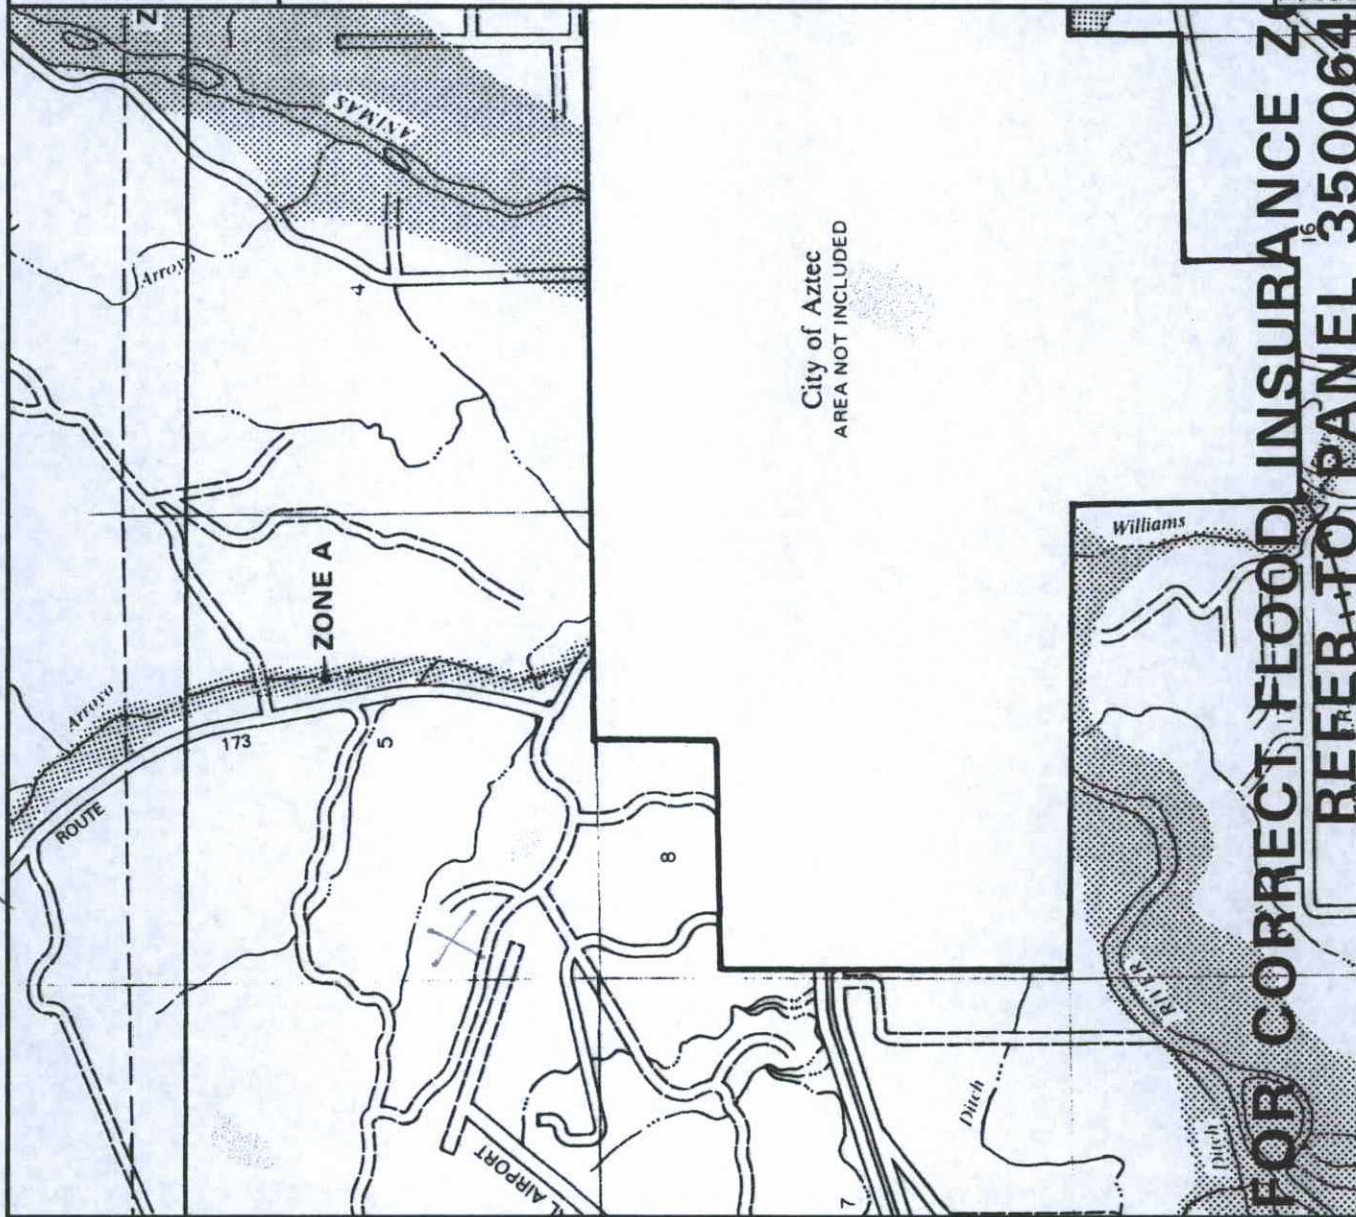 ANIMAS
Arroyo
4
City of Aztec
AREA NOT INCLUDED
16
ZONE A
Williams
Arroyo
173
5
ROUTE
8
RIVER
Ditch
Ditch
AIRPORT
7
FOR CORRECT FLOOD INSURANCE
REFER TO PANEL 350064